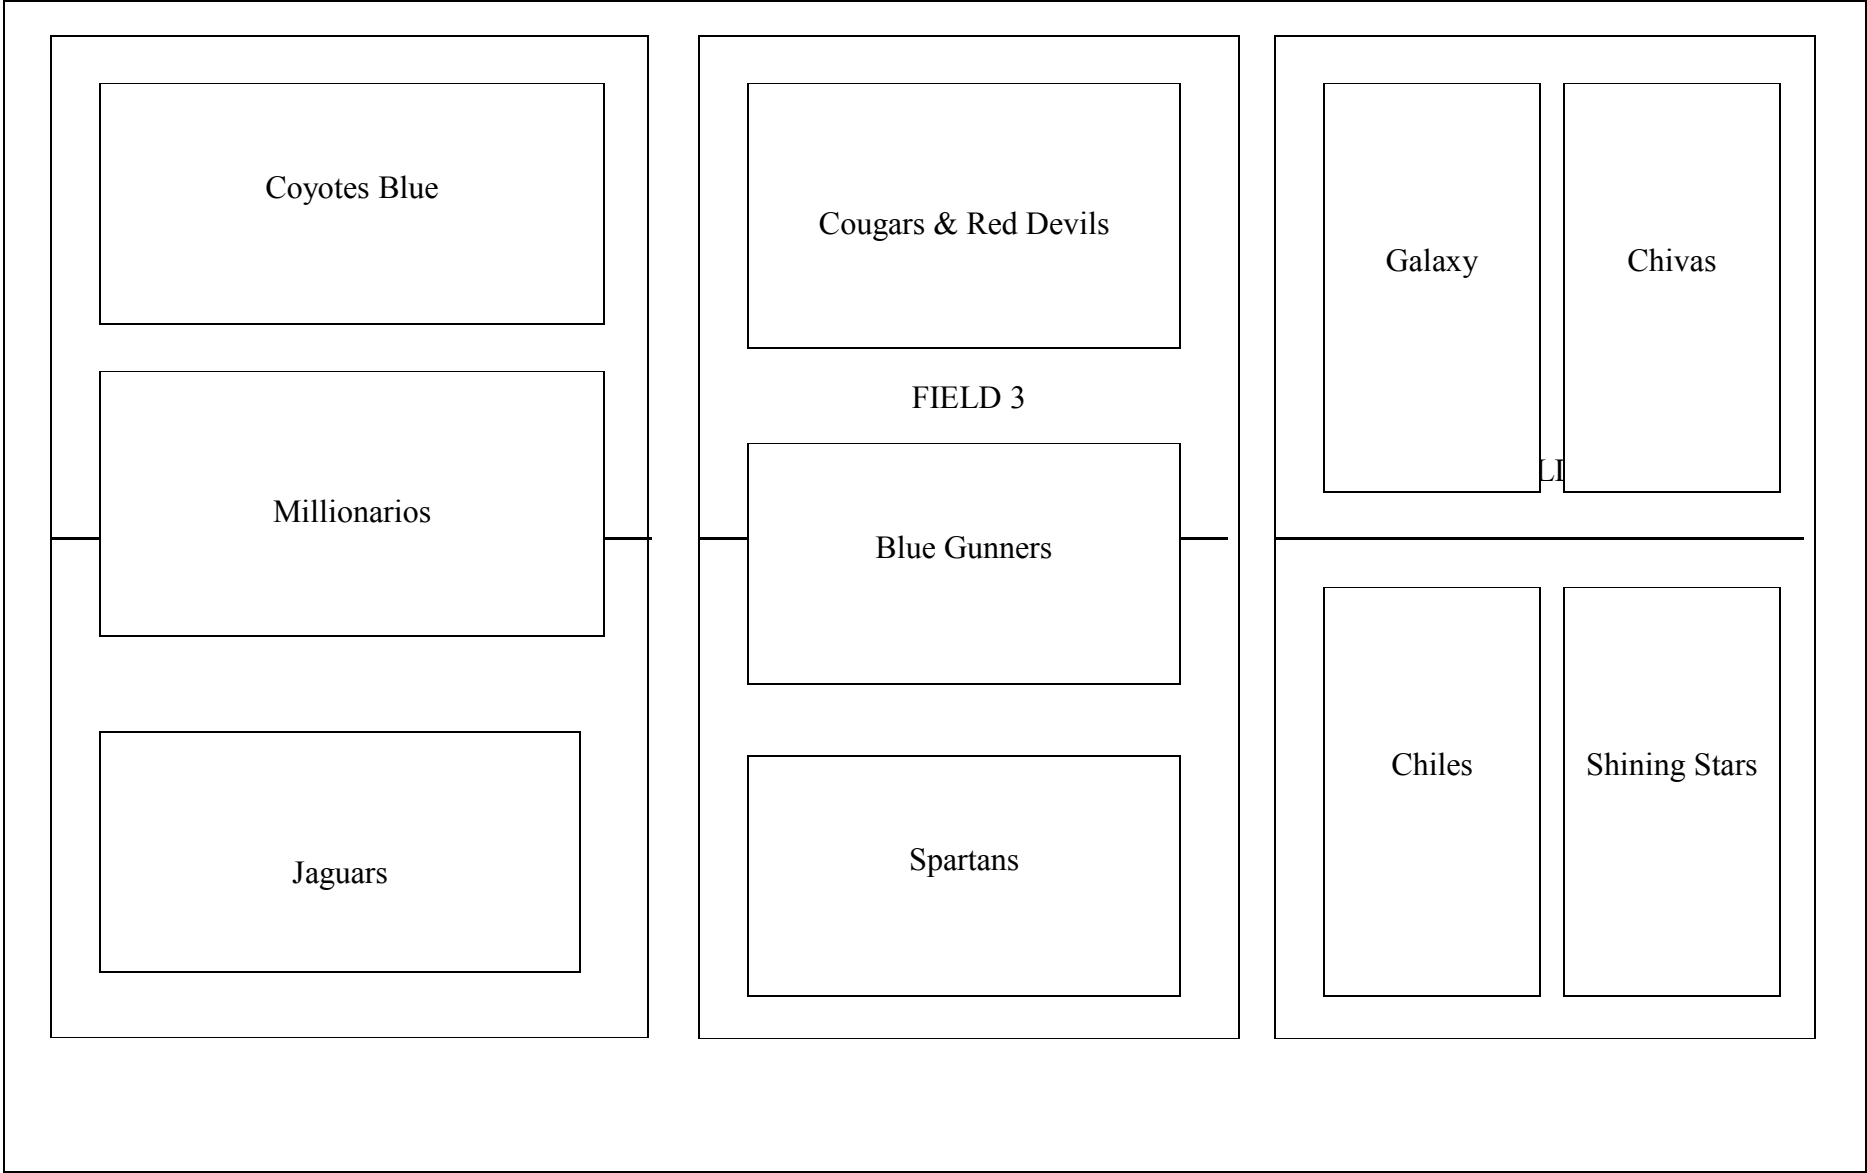 Coyotes Blue
Millionarios
Jaguars
Cougars & Red Devils
FIELD 3
Blue Gunners
Spartans
Galaxy
Chivas
Chiles
Shining Stars